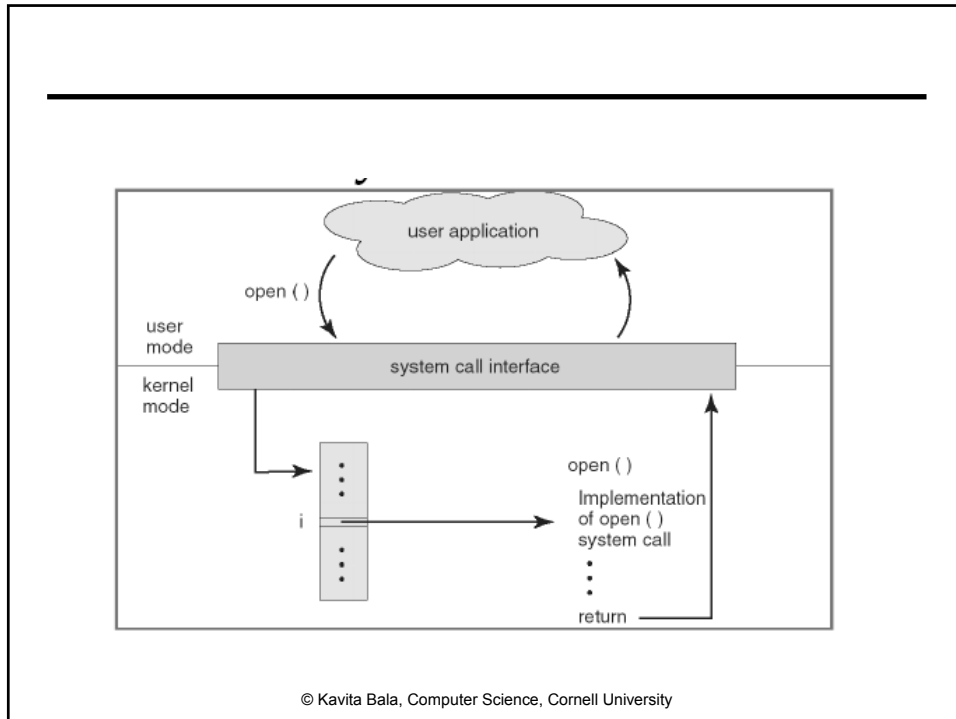 user application
open ( )
user
mode
system call interface
kernel
mode
open ( )
Implementation
i
of open ( )
system call
return
© Kavita Bala, Computer Science, Cornell University